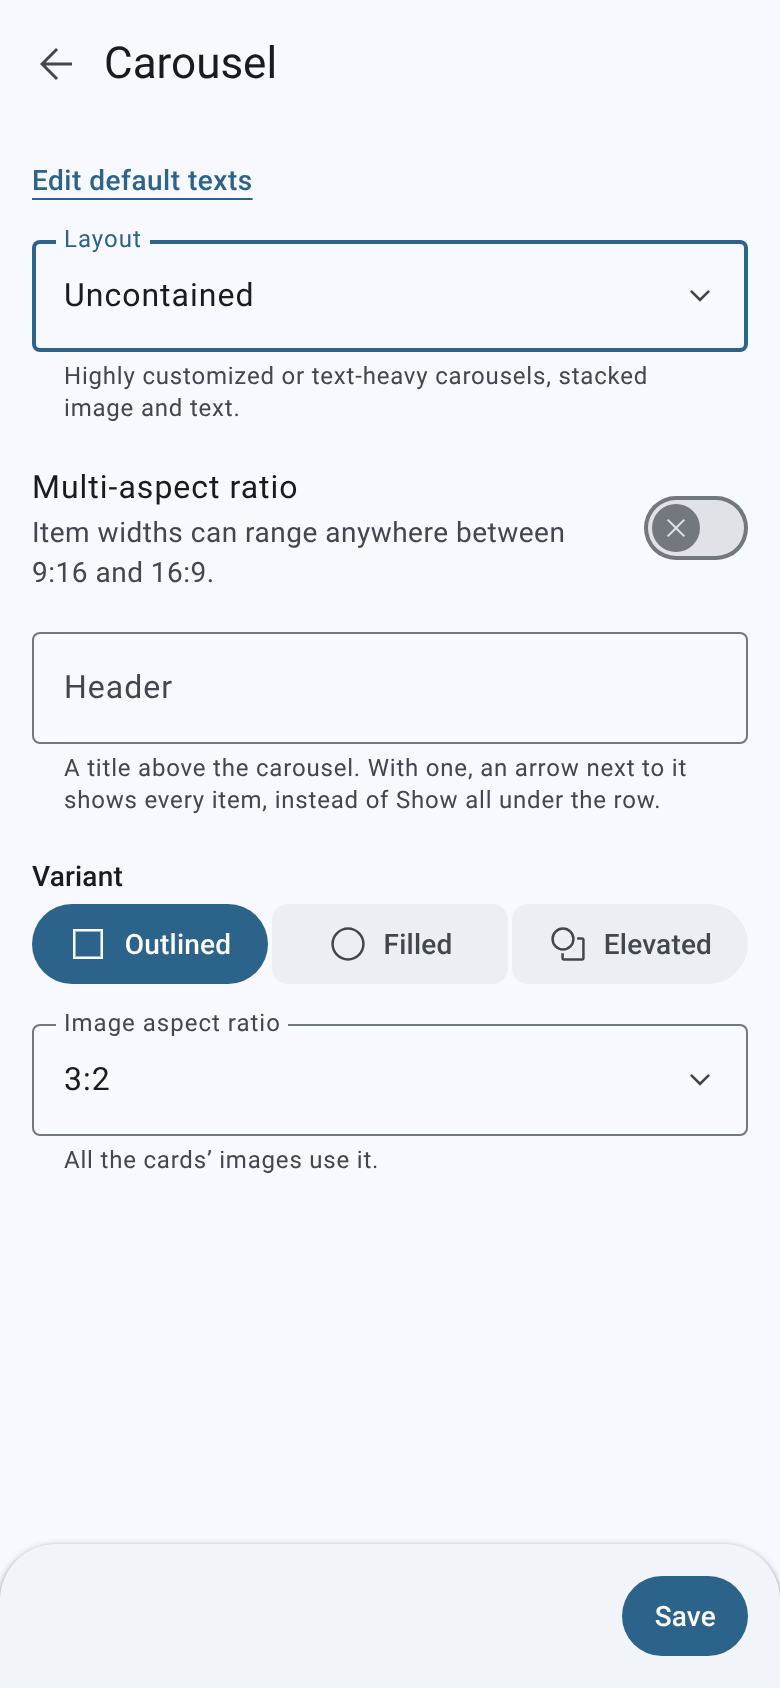 Carousel
Edit default texts
Layout
Uncontained
Highly customized or text-heavy carousels, stacked
image and text.
Multi-aspect ratio
Item widths can range anywhere between
9:16 and 16:9.
Header
A title above the carousel. With one, an arrow next to it
shows every item, instead of Show all under the row.
Variant
Outlined
Filled
Elevated
Image aspect ratio
3:2
All the cards’ images use it.
Save